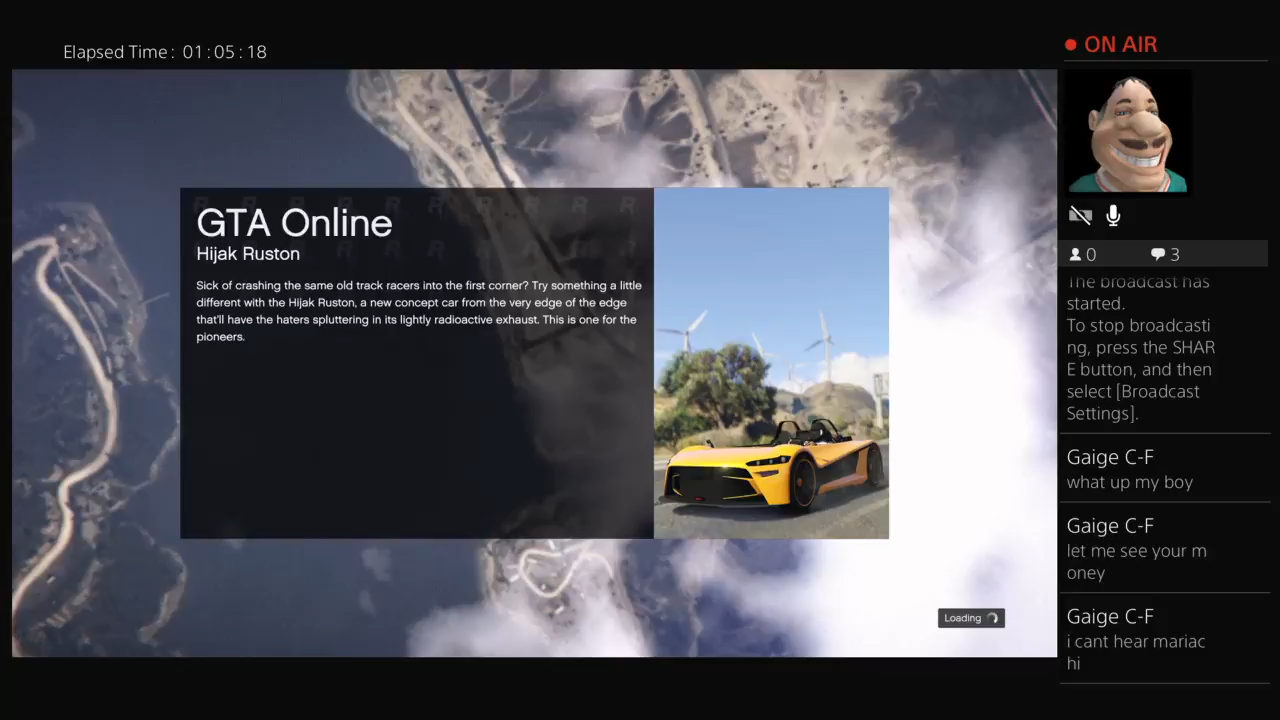 Elapsed Time: 01:05:18
ON AIR
GTA Online
Hijak Ruston
Sick of crashing the same old track racers into the first corner? Try something a little
different with the Hijak Ruston, a new concept car from the very edge of the edge
that'll have the haters spluttering in its lightly radioactive exhaust. This is one for the
pioneers.
Loading
0
3
The broadcast has
started.
To stop broadcasti
ng, press the SHAR
E button, and then
select [Broadcast
Settings].
Gaige C-F
what up my boy
Gaige C-F
let me see your m
oney
Gaige C-F
i cant hear mariac
hi